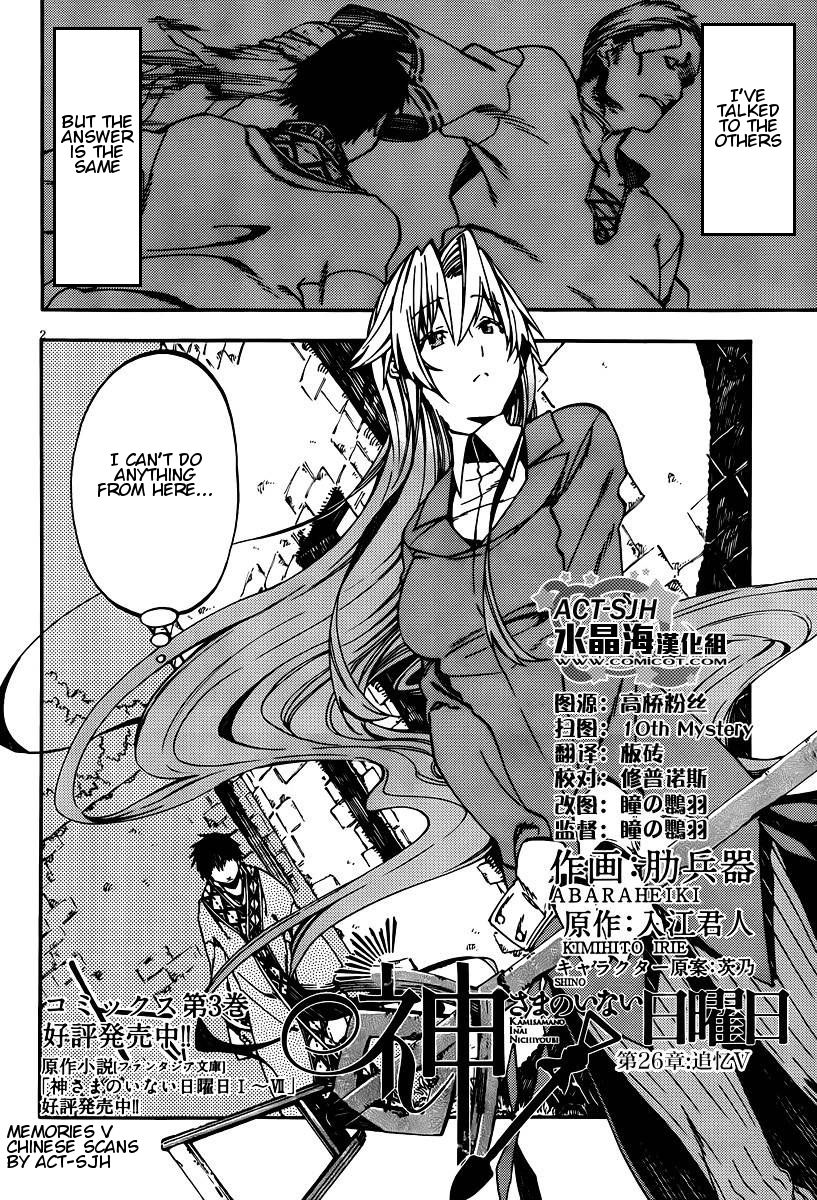 I'VE
TALKED
TO THE
OTHERS
BUT THE
ANSWER
IS THE
SAME
2
I CAN'T DO
ANYTHING
FROM HERE...
ACT-SJH
水晶海漢化組
WWW.COMICOT.COM
图源：高桥粉丝
扫图：10th Mystery
翻译：板砖
校对：修普诺斯
改图：瞳の鸚羽
监督：瞳の鸚羽
作画：肋兵器
ABARAHEIKI
原作：入江君人
KIMIHITO IRIE
キャラクター原案：茨乃
SHINO
神さまのいない日曜日
KAMISAMANO
INAI
NICHIYOUBI
第26章:追忆V
コミックス第3巻
好評発売中!!
原作小説[ファンタジア文庫]
「神さまのいない日曜日Ⅰ～Ⅶ」
好評発売中!!
MEMORIES V
CHINESE SCANS
BY ACT-SJH